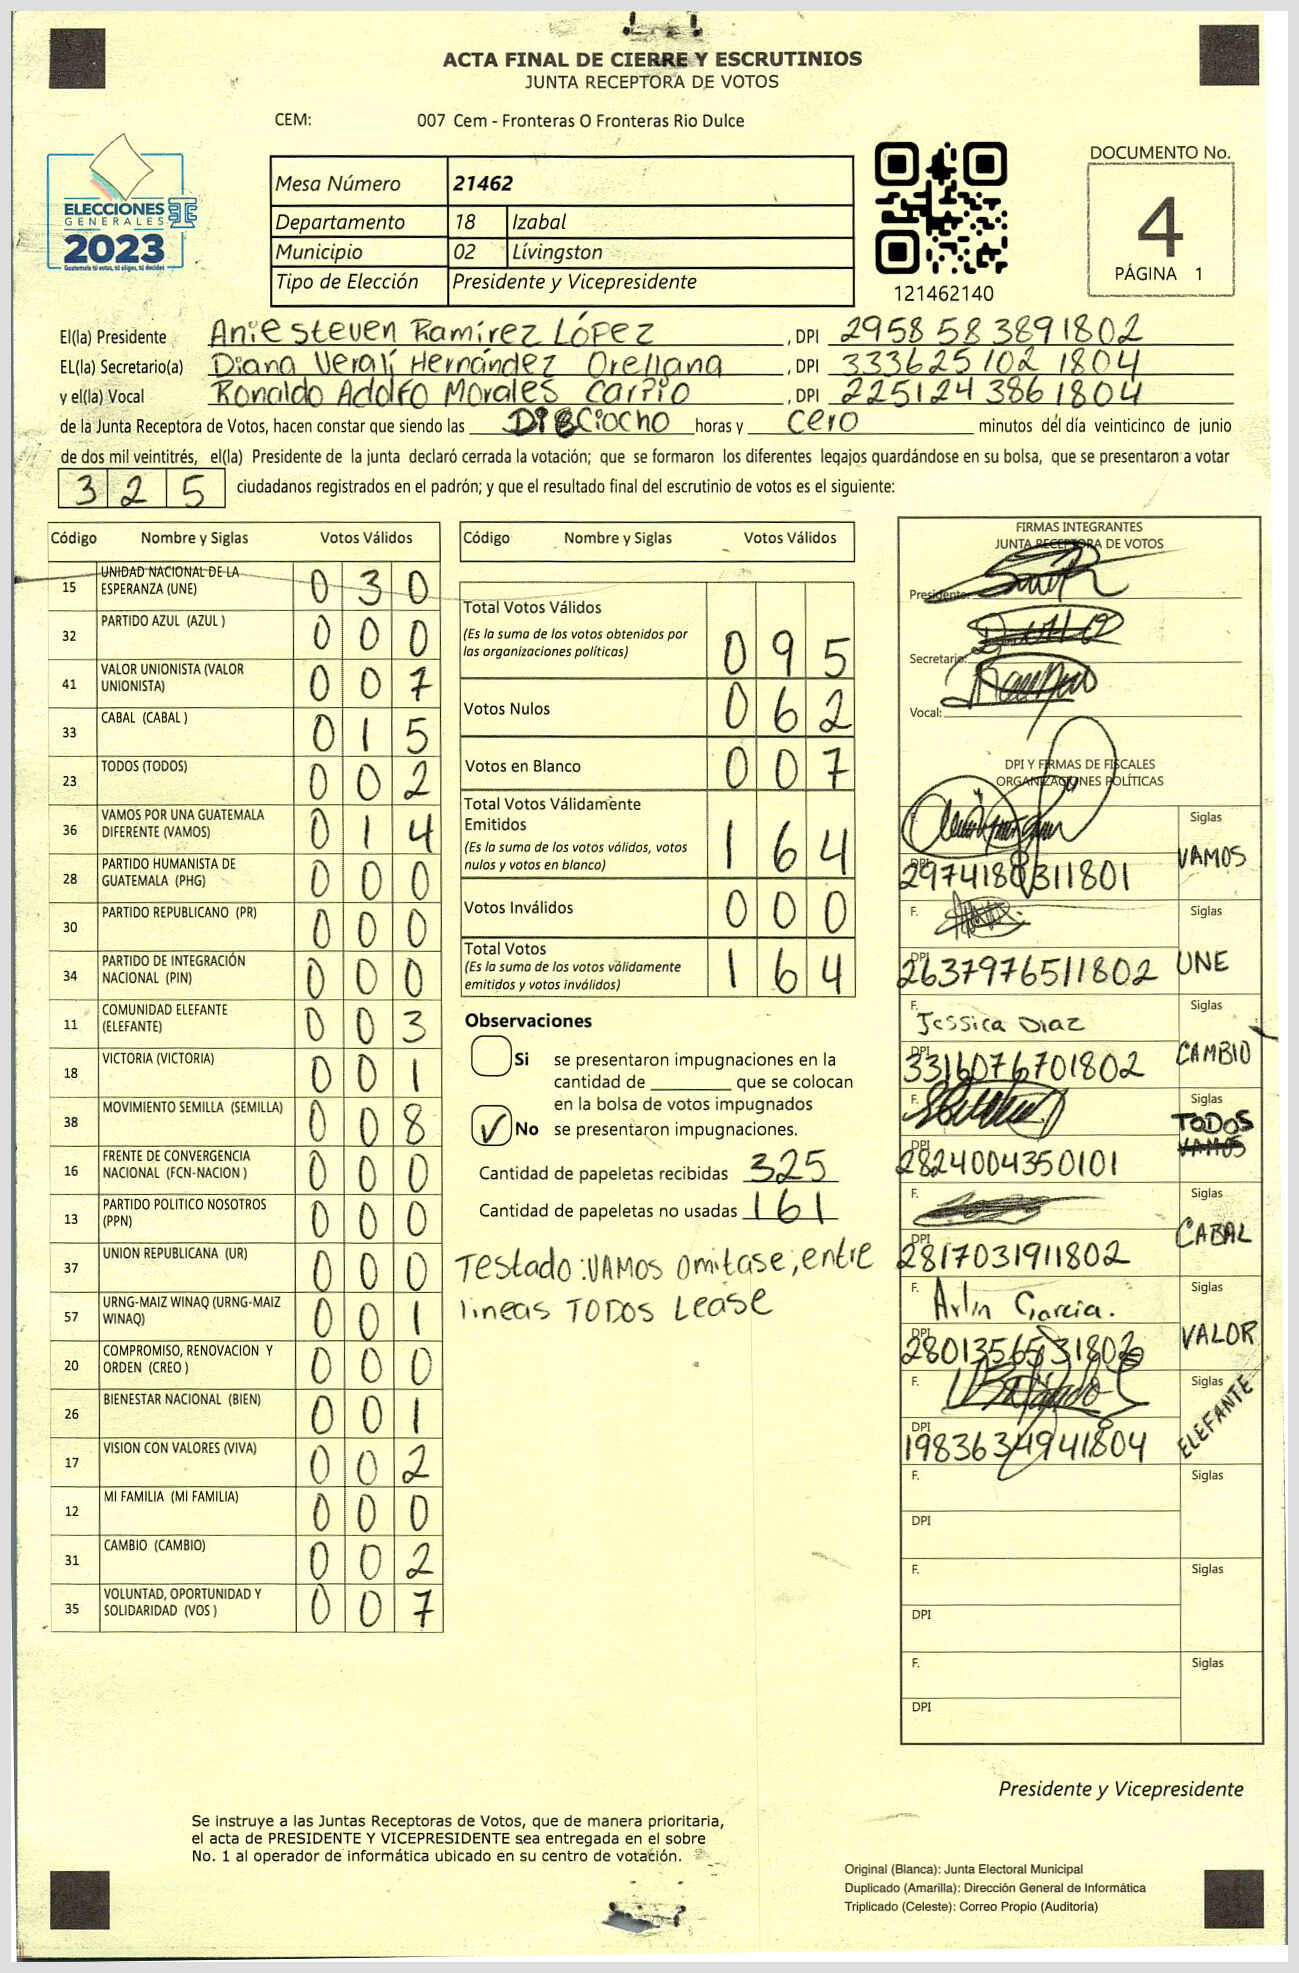 ACTA FINAL DE CIERRE Y ESCRUTINIOS
JUNTA RECEPTORA DE VOTOS
CEM: 007 Cem - Fronteras O Fronteras Rio Dulce
ELECCIONES
GENERALES
2023
Guatemala tú votas, tú eliges, tú decides
Mesa Número 21462
Departamento 18 Izabal
Municipio 02 Lívingston
Tipo de Elección Presidente y Vicepresidente
121462140
DOCUMENTO No.
4
PÁGINA 1
El(la) Presidente Aniesteven Ramírez López, DPI 2958 58389 1802
EL(la) Secretario(a) Diana Veralí Hernández Orellana, DPI 333625102 1804
y el(la) Vocal Ronaldo Adolfo Morales Carrio, DPI 225124386 1804
de la Junta Receptora de Votos, hacen constar que siendo las Dieciocho horas y cero minutos del día veinticinco de junio
de dos mil veintitrés, el(la) Presidente de la junta declaró cerrada la votación; que se formaron los diferentes legajos guardándose en su bolsa, que se presentaron a votar
325 ciudadanos registrados en el padrón; y que el resultado final del escrutinio de votos es el siguiente:
Código Nombre y Siglas Votos Válidos
15 UNIDAD NACIONAL DE LA ESPERANZA (UNE) 0 3 0
32 PARTIDO AZUL (AZUL ) 0 0 0
41 VALOR UNIONISTA (VALOR UNIONISTA) 0 0 7
33 CABAL (CABAL ) 0 1 5
23 TODOS (TODOS) 0 0 2
36 VAMOS POR UNA GUATEMALA DIFERENTE (VAMOS) 0 1 4
28 PARTIDO HUMANISTA DE GUATEMALA (PHG) 0 0 0
30 PARTIDO REPUBLICANO (PR) 0 0 0
34 PARTIDO DE INTEGRACIÓN NACIONAL (PIN) 0 0 0
11 COMUNIDAD ELEFANTE (ELEFANTE) 0 0 3
18 VICTORIA (VICTORIA) 0 0 1
38 MOVIMIENTO SEMILLA (SEMILLA) 0 0 8
16 FRENTE DE CONVERGENCIA NACIONAL (FCN-NACION ) 0 0 0
13 PARTIDO POLITICO NOSOTROS (PPN) 0 0 0
37 UNION REPUBLICANA (UR) 0 0 0
57 URNG-MAIZ WINAQ (URNG-MAIZ WINAQ) 0 0 1
20 COMPROMISO, RENOVACION Y ORDEN (CREO ) 0 0 0
26 BIENESTAR NACIONAL (BIEN) 0 0 1
17 VISION CON VALORES (VIVA) 0 0 2
12 MI FAMILIA (MI FAMILIA) 0 0 0
31 CAMBIO (CAMBIO) 0 0 2
35 VOLUNTAD, OPORTUNIDAD Y SOLIDARIDAD (VOS ) 0 0 7
Código Nombre y Siglas Votos Válidos
Total Votos Válidos 0 9 5
(Es la suma de los votos obtenidos por
las organizaciones políticas)
Votos Nulos 0 6 2
Votos en Blanco 0 0 7
Total Votos Válidamente
Emitidos 1 6 4
(Es la suma de los votos válidos, votos
nulos y votos en blanco)
Votos Inválidos 0 0 0
Total Votos 1 6 4
(Es la suma de los votos válidamente
emitidos y votos inválidos)
Observaciones
Si se presentaron impugnaciones en la
cantidad de ________ que se colocan
en la bolsa de votos impugnados
No se presentaron impugnaciones.
Cantidad de papeletas recibidas 325
Cantidad de papeletas no usadas 161
Testado: VAMOS omitase, entre
lineas TODOS Lease
FIRMAS INTEGRANTES
JUNTA RECEPTORA DE VOTOS
Presidente:
Secretario:
Vocal:
DPI Y FIRMAS DE FISCALES
ORGANIZACIONES POLÍTICAS
Siglas
VAMOS
DPI
2974180311801
F. Siglas
UNE
DPI
2637976511802
F. Siglas
Jessica Diaz
CAMBIO
DPI
3316076701802
F. Siglas
TODOS
VAMOS
DPI
2824004350101
F. Siglas
CABAL
DPI
2817031911802
F. Siglas
Arlin Garcia.
VALOR
DPI
2801356531802
F. Siglas
ELEFANTE
DPI
1983634941804
F. Siglas
DPI
F. Siglas
DPI
F. Siglas
DPI
Presidente y Vicepresidente
Se instruye a las Juntas Receptoras de Votos, que de manera prioritaria,
el acta de PRESIDENTE Y VICEPRESIDENTE sea entregada en el sobre
No. 1 al operador de informática ubicado en su centro de votación.
Original (Blanca): Junta Electoral Municipal
Duplicado (Amarilla): Dirección General de Informática
Triplicado (Celeste): Correo Propio (Auditoria)